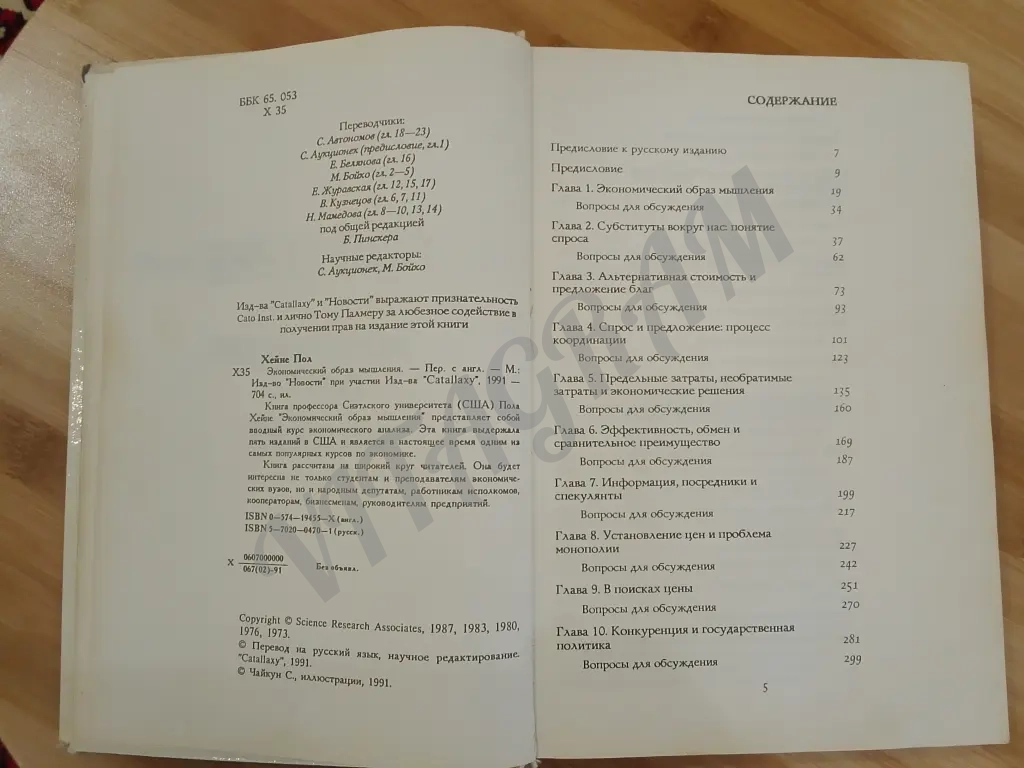 ББК 65. 053
Х 35
Переводчики:
С. Автономов (гл. 18—23)
С. Аукционек (предисловие, гл.1)
Е. Белянова (гл. 16)
М. Бойко (гл. 2—5)
Е. Журавская (гл. 12, 15, 17)
В. Кузнецов (гл. 6, 7, 11)
Н. Мамедова (гл. 8—10, 13, 14)
под общей редакцией
Б. Пинскера
Научные редакторы:
С. Аукционек, М. Бойко
Изд-ва "Catallaxy" и "Новости" выражают признательность
Cato Inst. и лично Тому Палмеру за любезное содействие в
получении прав на издание этой книги
Хейне Пол
Х35 Экономический образ мышления. — Пер. с англ. — М.:
Изд-во "Новости" при участии Изд-ва "Catallaxy", 1991 —
704 с., ил.
Книга профессора Сиэтлского университета (США) Пола
Хейне "Экономический образ мышления" представляет собой
вводный курс экономического анализа. Эта книга выдержала
пять изданий в США и является в настоящее время одним из
самых популярных курсов по экономике.
Книга рассчитана на широкий круг читателей. Она будет
интересна не только студентам и преподавателям экономичес-
ких вузов, но и народным депутатам, работникам исполкомов,
кооператорам, бизнесменам, руководителям предприятий.
ISBN 0—574—19455—X (англ.)
ISBN 5—7020—0470—1 (русск.)
Х 0607000000
067(02)—91 Без объявл.
Copyright © Science Research Associates, 1987, 1983, 1980,
1976, 1973.
© Перевод на русский язык, научное редактирование.
"Catallaxy", 1991.
© Чайкун С., иллюстрации, 1991.
СОДЕРЖАНИЕ
Предисловие к русскому изданию 7
Предисловие 9
Глава 1. Экономический образ мышления 19
Вопросы для обсуждения 34
Глава 2. Субституты вокруг нас: понятие
спроса 37
Вопросы для обсуждения 62
Глава 3. Альтернативная стоимость и
предложение благ 73
Вопросы для обсуждения 93
Глава 4. Спрос и предложение: процесс
координации 101
Вопросы для обсуждения 123
Глава 5. Предельные затраты, необратимые
затраты и экономические решения 135
Вопросы для обсуждения 160
Глава 6. Эффективность, обмен и
сравнительное преимущество 169
Вопросы для обсуждения 187
Глава 7. Информация, посредники и
спекулянты 199
Вопросы для обсуждения 217
Глава 8. Установление цен и проблема
монополии 227
Вопросы для обсуждения 242
Глава 9. В поисках цены 251
Вопросы для обсуждения 270
Глава 10. Конкуренция и государственная
политика 281
Вопросы для обсуждения 299
5